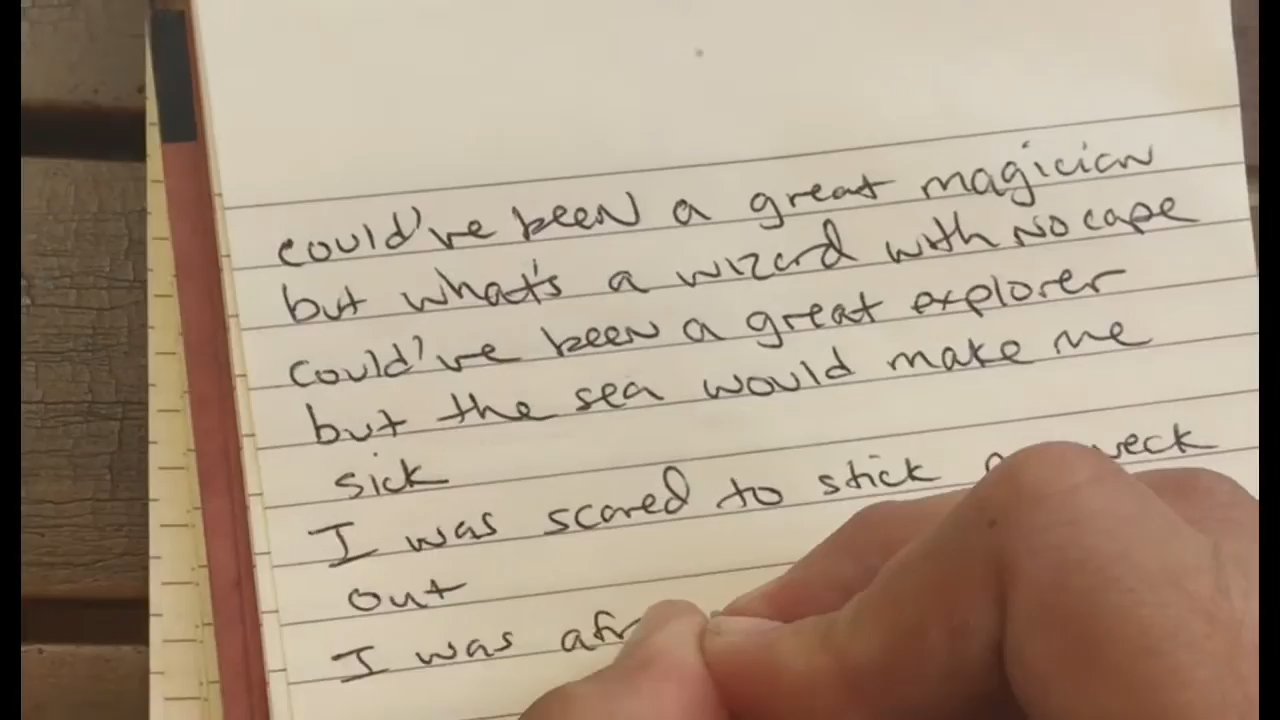 could've been a great magician
but what's a wizard with no cape
could've been a great explorer
but the sea would make me
sick
I was scared to stick
out
I was